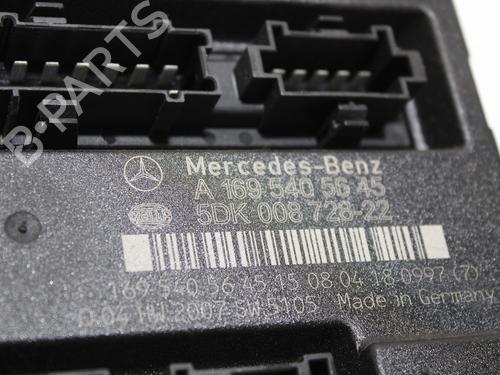 B-PARTS
Mercedes-Benz
A 169 540 56 45
HELLA
5DK 008 728-22
169 540 56 45 15 08.04.18 0997 (7)
D.04 HW.2007 SW.5105 Made in Germany